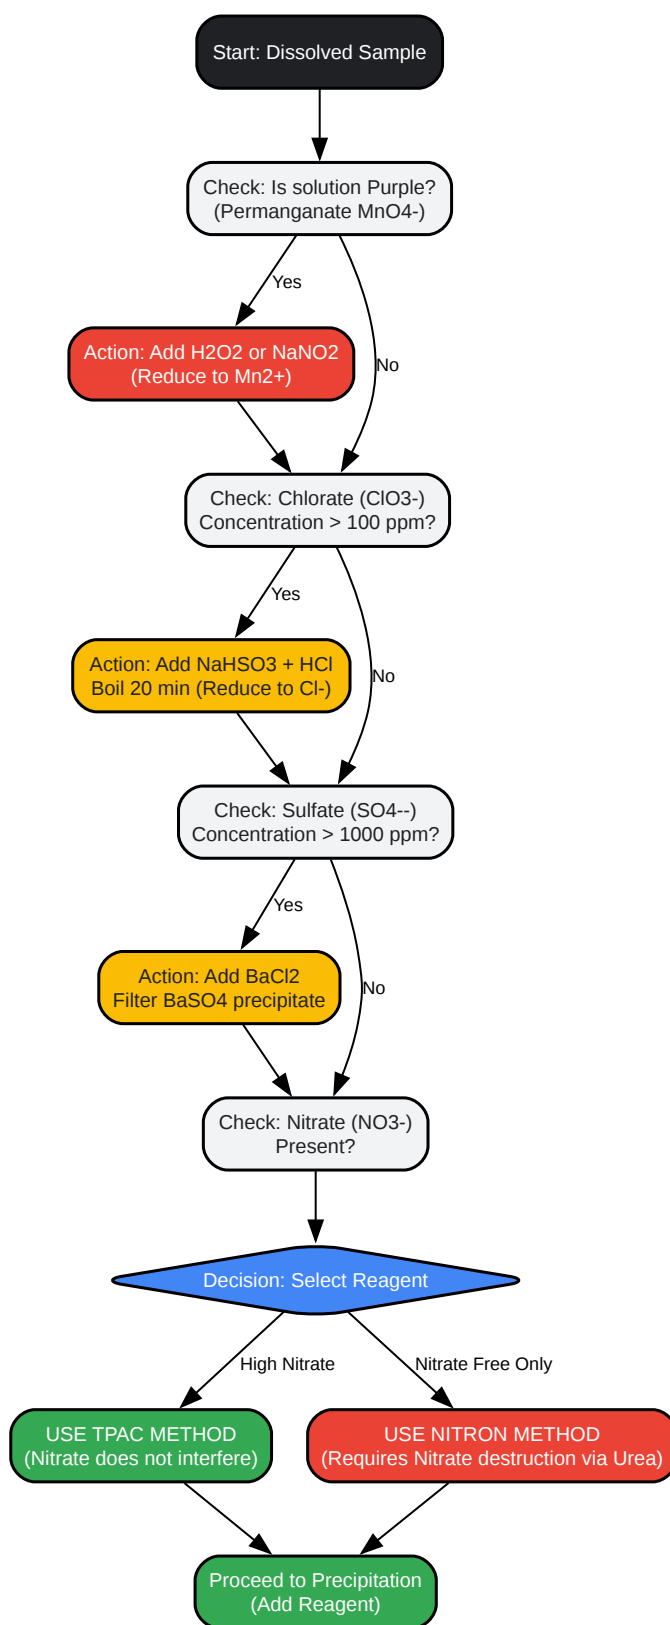 Start: Dissolved Sample
Check: Is solution Purple?
(Permanganate MnO4-)
Yes
Action: Add H2O2 or NaNO2
(Reduce to Mn2+)
No
Check: Chlorate (ClO3-)
Concentration > 100 ppm?
Yes
Action: Add NaHSO3 + HCl
Boil 20 min (Reduce to Cl-)
No
Check: Sulfate (SO4--)
Concentration > 1000 ppm?
Yes
Action: Add BaCl2
Filter BaSO4 precipitate
No
Check: Nitrate (NO3-)
Present?
Decision: Select Reagent
High Nitrate
Nitrate Free Only
USE TPAC METHOD
(Nitrate does not interfere)
USE NITRON METHOD
(Requires Nitrate destruction via Urea)
Proceed to Precipitation
(Add Reagent)